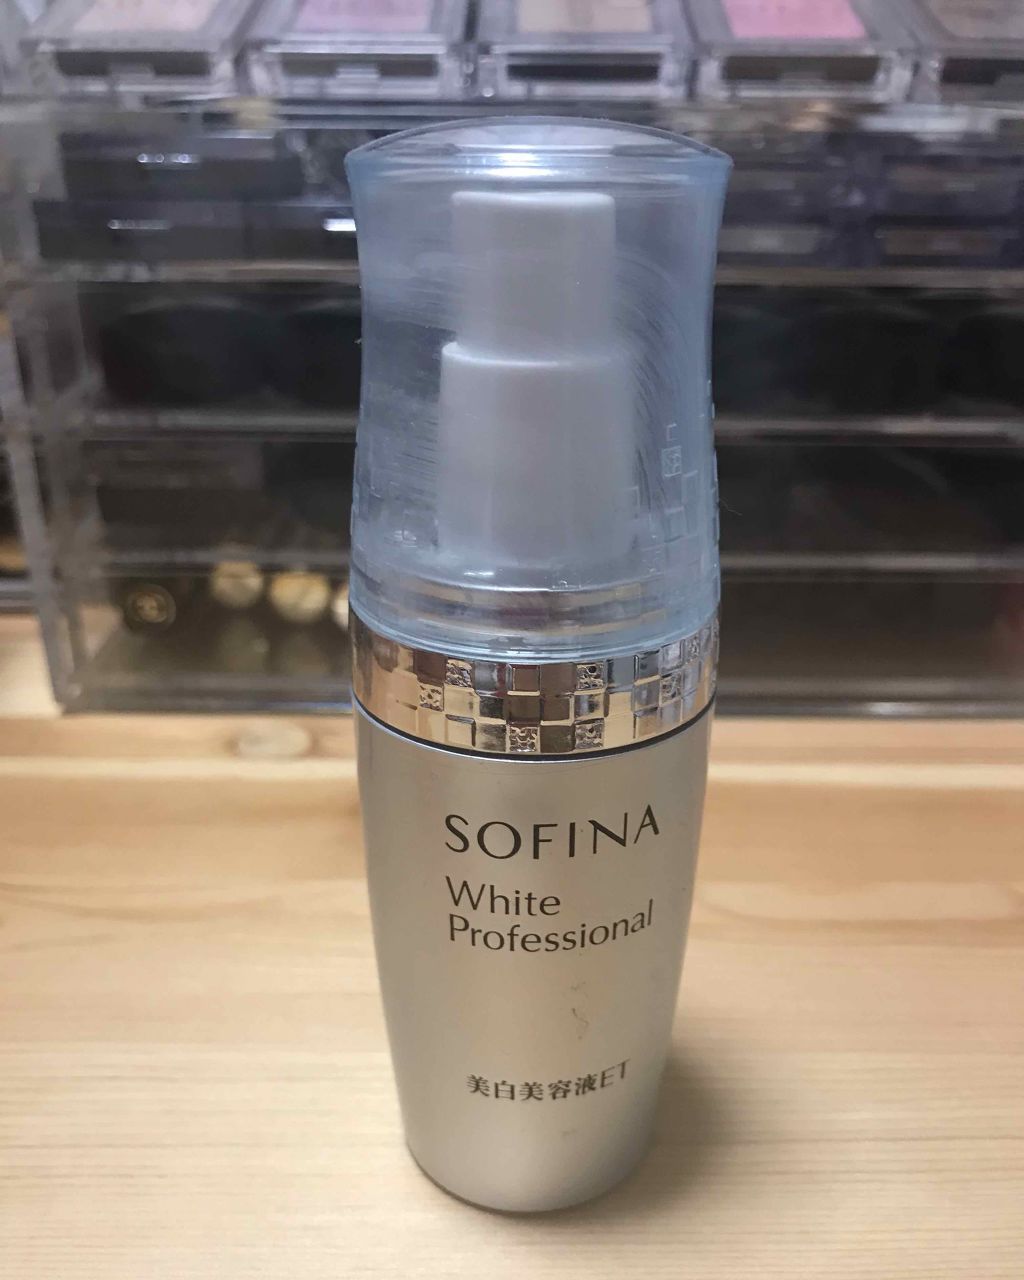 SOFINA
White
Professional
美白美容液ET